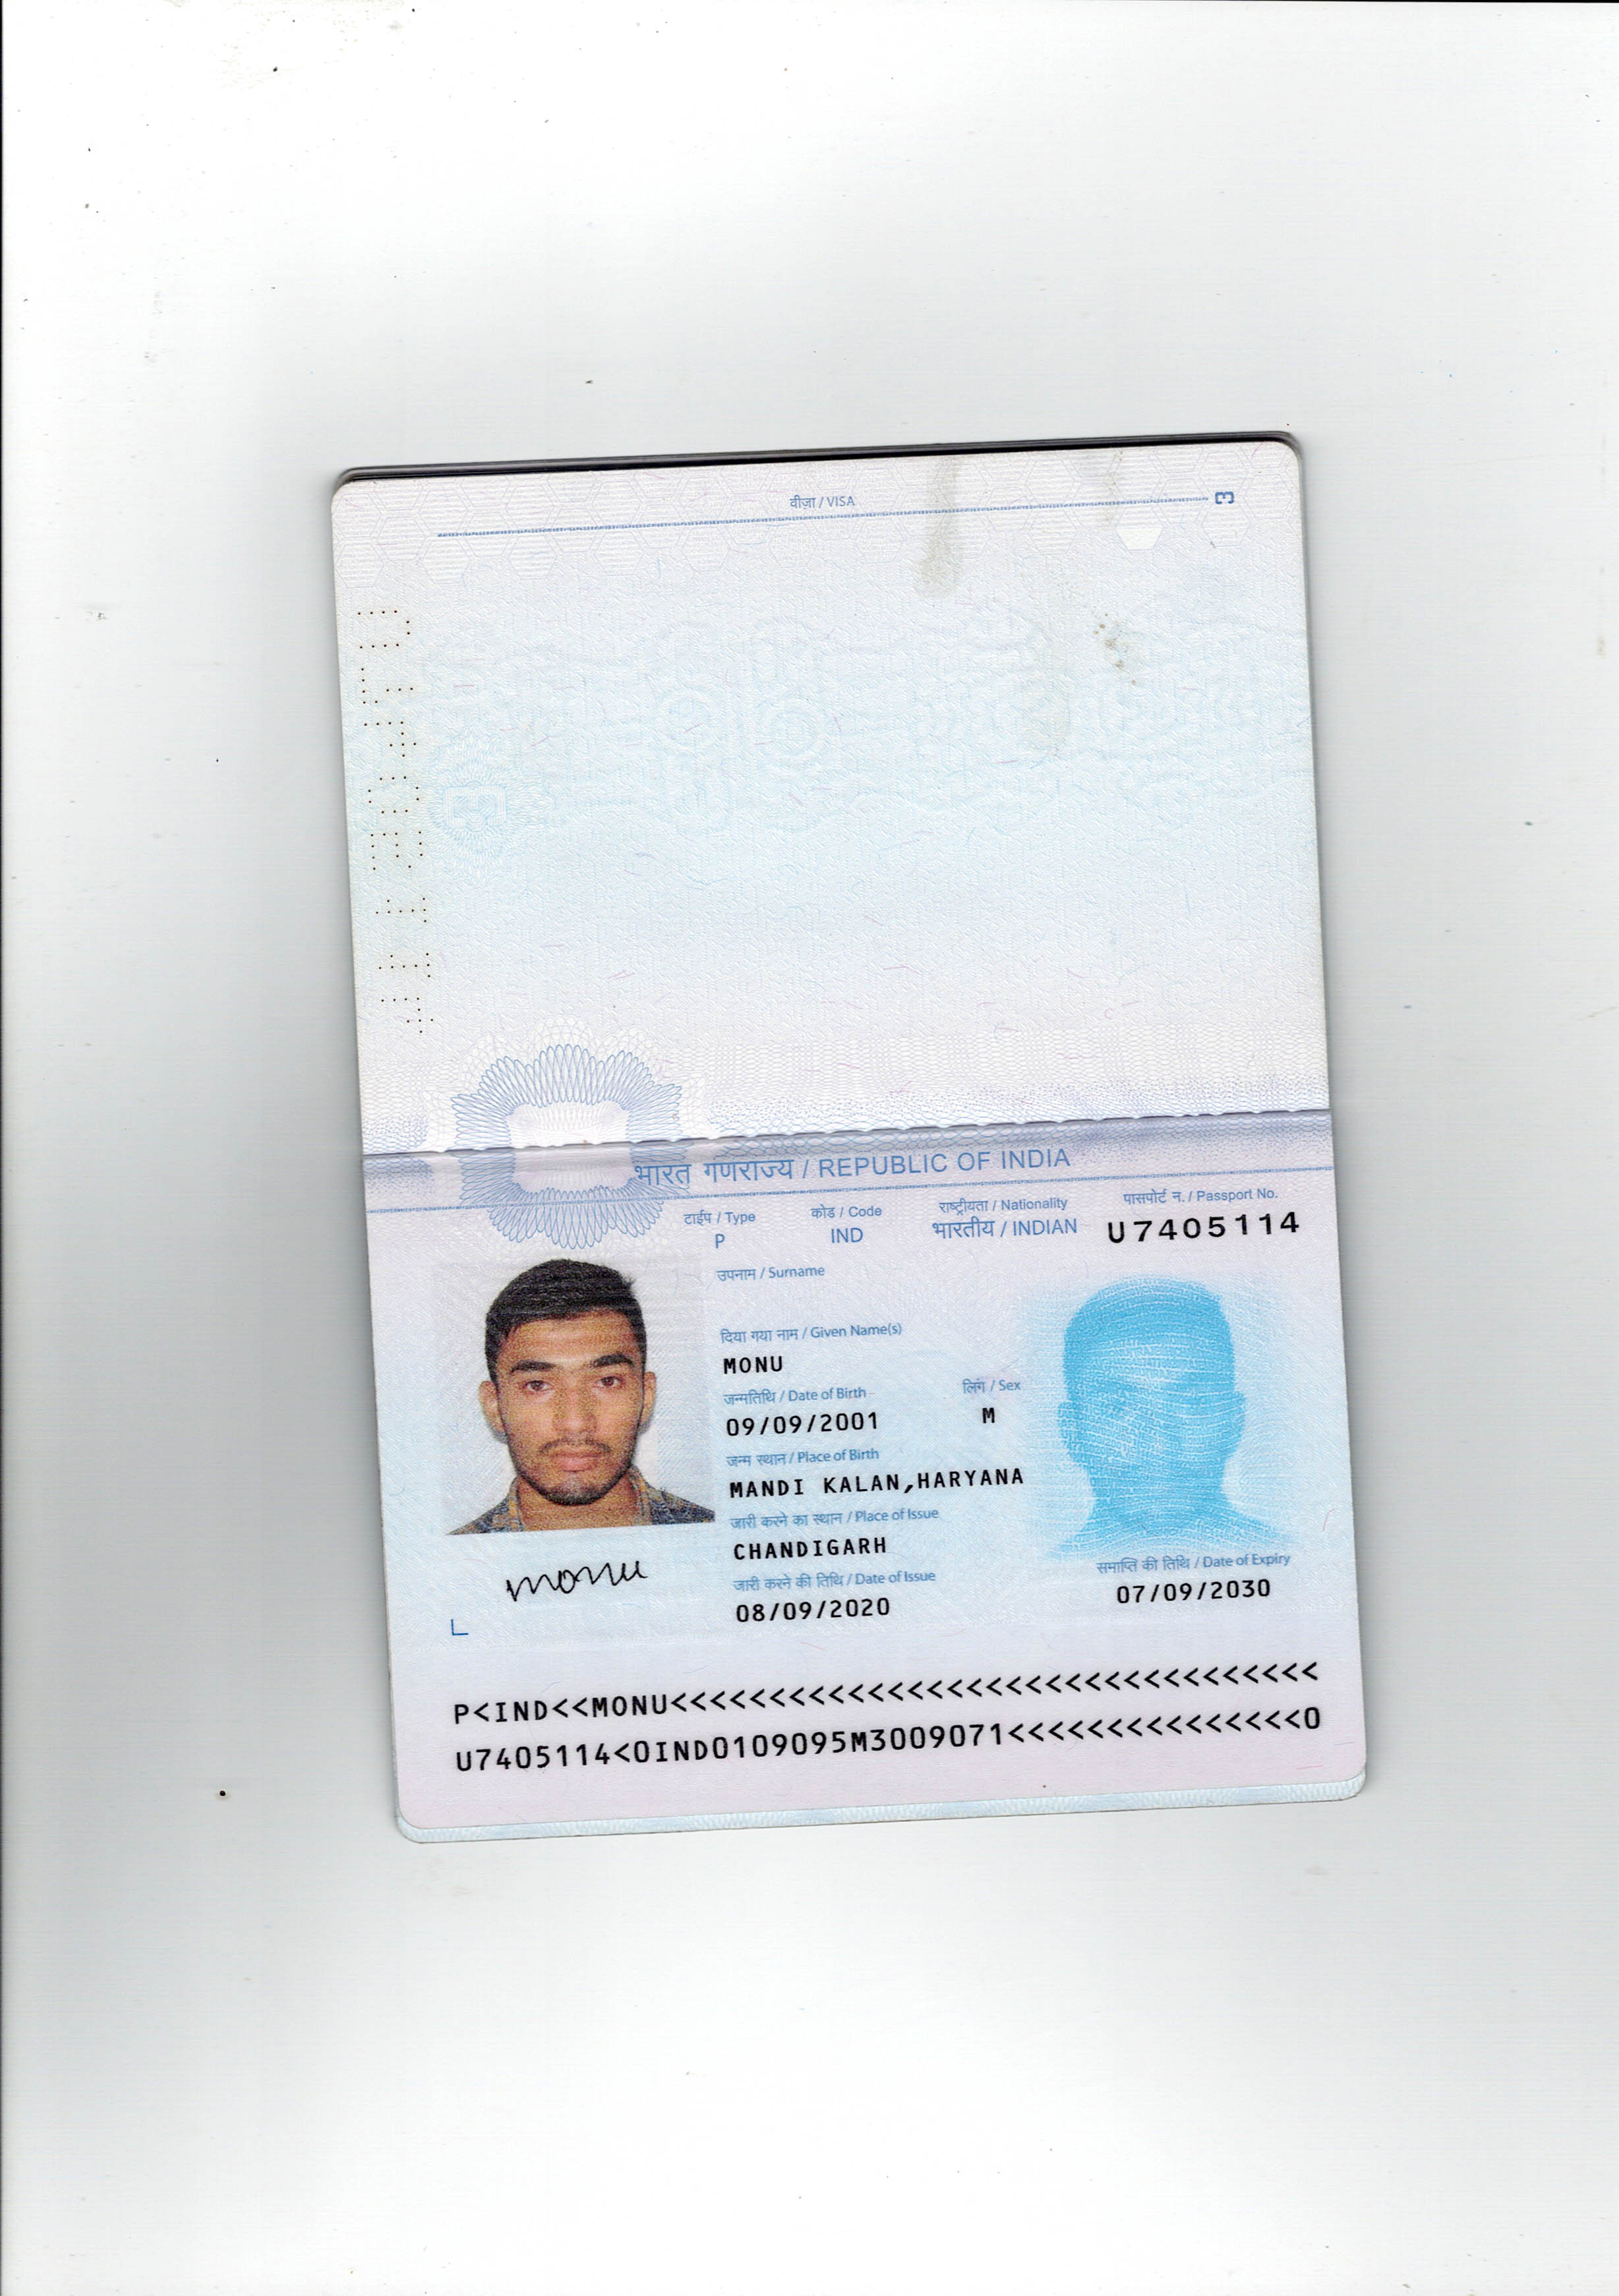 वीज़ा / VISA
3
भारत गणराज्य / REPUBLIC OF INDIA
टाईप / Type
कोड / Code
राष्ट्रीयता / Nationality
पासपोर्ट न. / Passport No.
P
IND
भारतीय / INDIAN
U7405114
उपनाम / Surname
दिया गया नाम / Given Name(s)
MONU
जन्मतिथि / Date of Birth
लिंग / Sex
09/09/2001
M
जन्म स्थान / Place of Birth
MANDI KALAN,HARYANA
जारी करने का स्थान / Place of Issue
CHANDIGARH
जारी करने की तिथि / Date of Issue
समाप्ति की तिथि / Date of Expiry
08/09/2020
07/09/2030
monu
P<IND<<MONU<<<<<<<<<<<<<<<<<<<<<<<<<<<<<<<<<
U7405114<0IND0109095M3009071<<<<<<<<<<<<<<<0